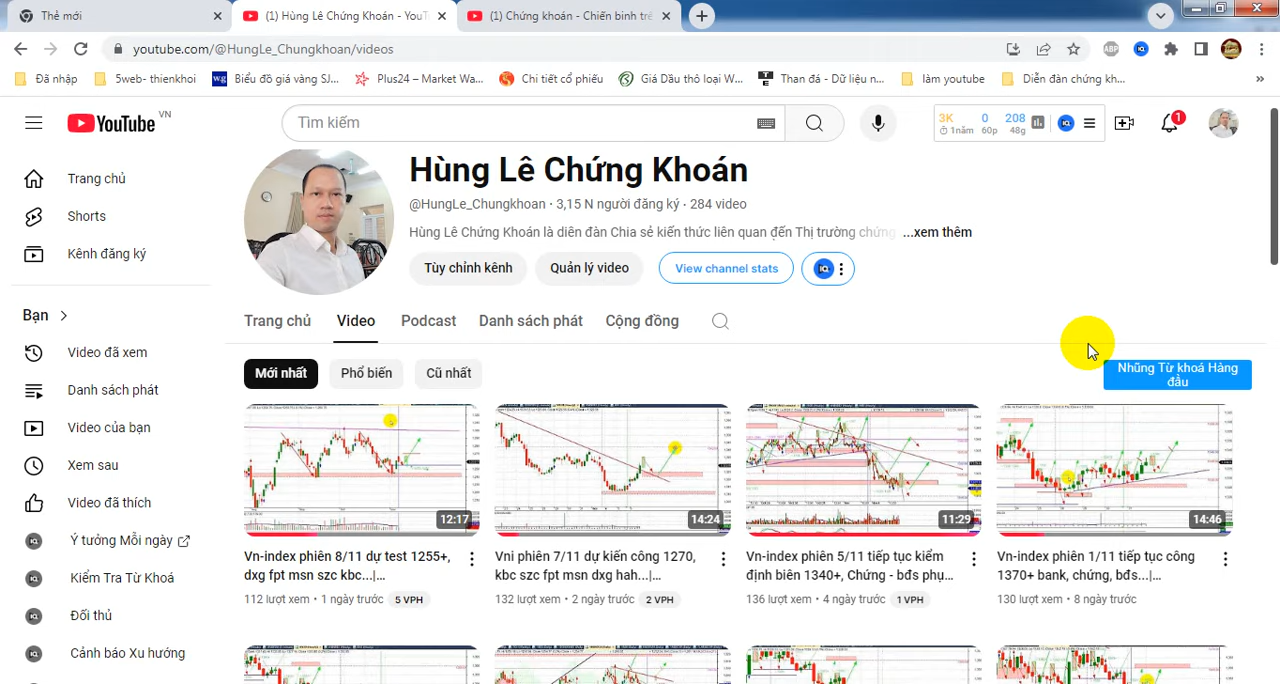 Thẻ mới
(1) Hùng Lê Chứng Khoán - YouT
(1) Chứng khoán - Chiến binh trẻ
youtube.com/@HungLe_Chungkhoan/videos
ABP
Đã nhập
5web- thienkhoi
wg Biểu đồ giá vàng SJ...
Plus24 – Market Wa...
Chi tiết cổ phiếu
Giá Dầu thô loại W...
Than đá - Dữ liệu n...
làm youtube
Diễn đàn chứng kh...
»
YouTube VN
Tìm kiếm
3K 0 208
1năm 60p 48g
1
Trang chủ
Shorts
Kênh đăng ký
Bạn
Video đã xem
Danh sách phát
Video của bạn
Xem sau
Video đã thích
Ý tưởng Mỗi ngày
Kiểm Tra Từ Khoá
Đối thủ
Cảnh báo Xu hướng
Hùng Lê Chứng Khoán
@HungLe_Chungkhoan · 3,15 N người đăng ký · 284 video
Hùng Lê Chứng Khoán là diên đàn Chia sẻ kiến thức liên quan đến Thị trường chứng ...xem thêm
Tùy chỉnh kênh
Quản lý video
View channel stats
Trang chủ
Video
Podcast
Danh sách phát
Cộng đồng
Mới nhất
Phổ biến
Cũ nhất
Những Từ khoá Hàng
đầu
12:17
14:24
11:29
14:46
Vn-index phiên 8/11 dự test 1255+,
dxg fpt msn szc kbc...|...
112 lượt xem · 1 ngày trước 5 VPH
Vni phiên 7/11 dự kiến công 1270,
kbc szc fpt msn dxg hah...|...
132 lượt xem · 2 ngày trước 2 VPH
Vn-index phiên 5/11 tiếp tục kiểm
định biên 1340+, Chứng - bđs phụ...
136 lượt xem · 4 ngày trước 1 VPH
Vn-index phiên 1/11 tiếp tục công
1370+ bank, chứng, bđs...|...
130 lượt xem · 8 ngày trước